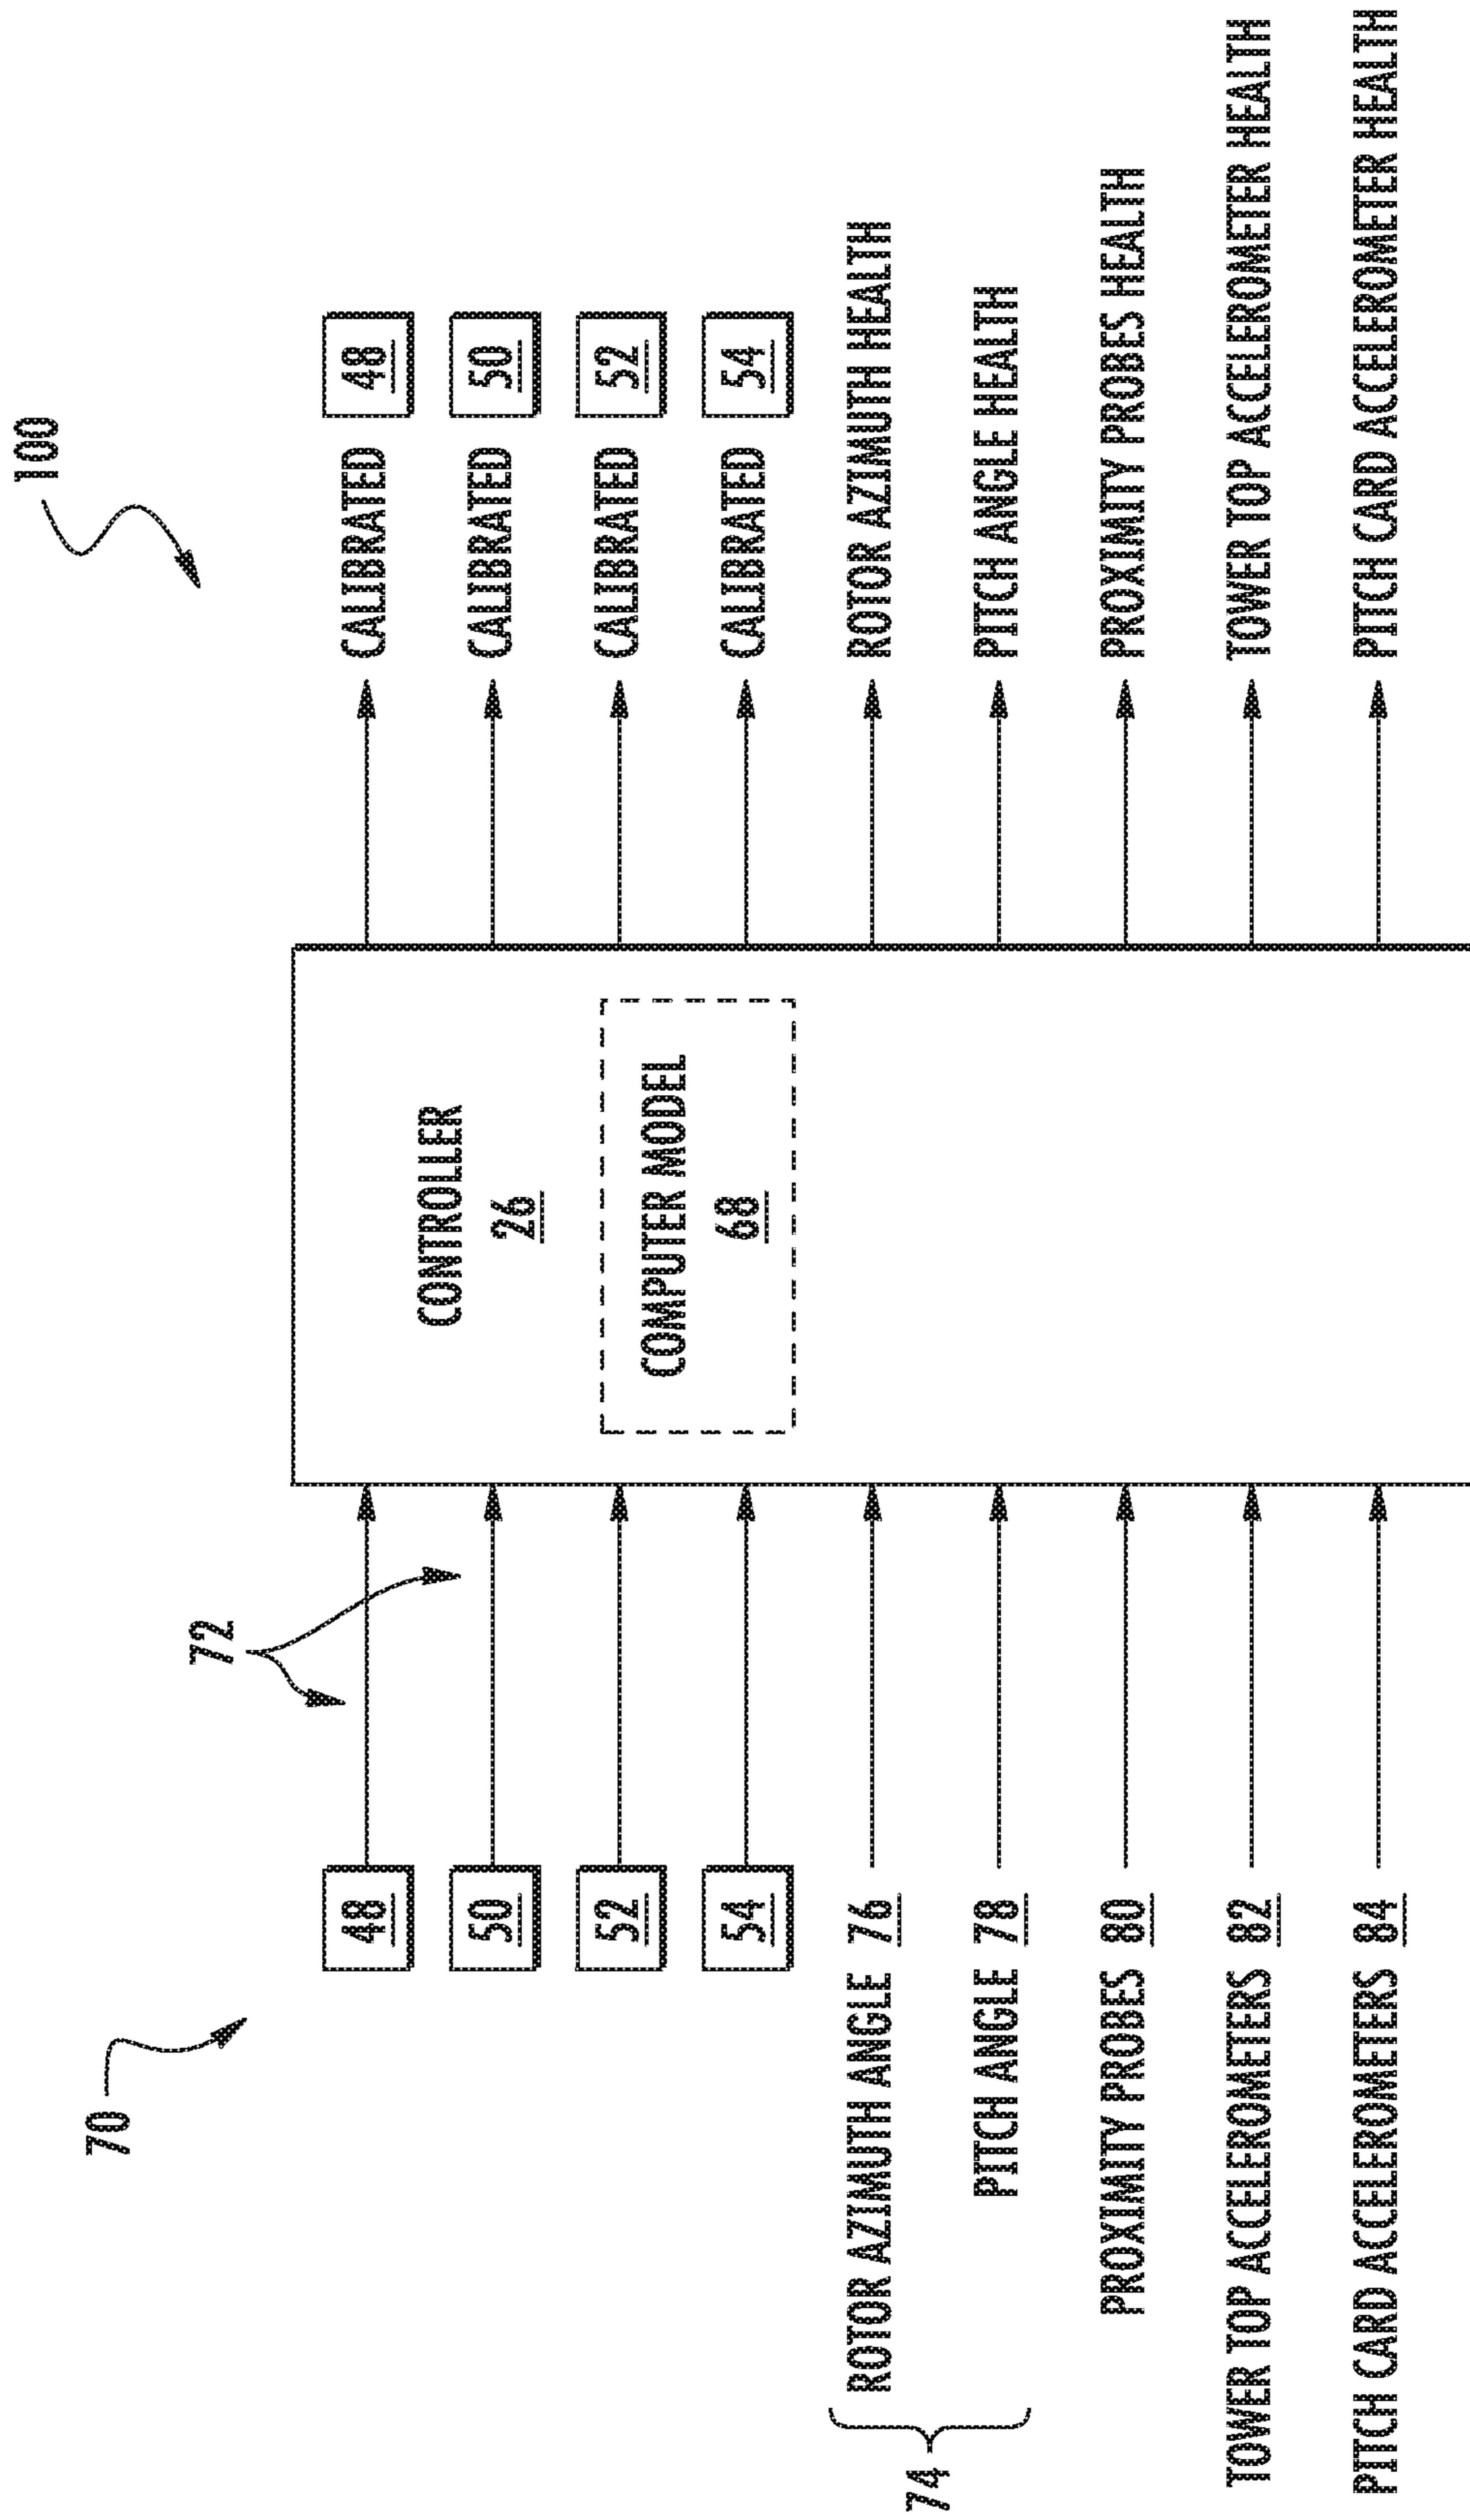 100
70
72
48
50
52
54
ROTOR AZIMUTH ANGLE 76
PITCH ANGLE 78
74
PROXIMITY PROBES 80
TOWER TOP ACCELEROMETERS 82
PITCH CARD ACCELEROMETERS 84
CONTROLLER
26
COMPUTER MODEL
68
CALIBRATED 48
CALIBRATED 50
CALIBRATED 52
CALIBRATED 54
ROTOR AZIMUTH HEALTH
PITCH ANGLE HEALTH
PROXIMITY PROBES HEALTH
TOWER TOP ACCELEROMETER HEALTH
PITCH CARD ACCELEROMETER HEALTH